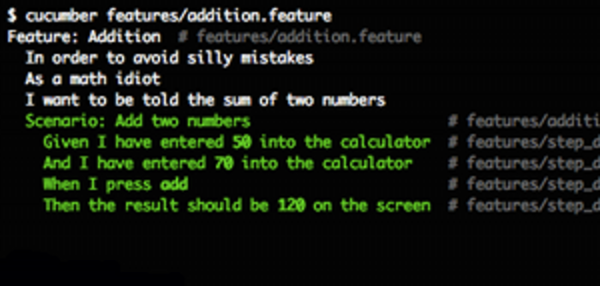 $ cucumber features/addition.feature
Feature: Addition # features/addition.feature
In order to avoid silly mistakes
As a math idiot
I want to be told the sum of two numbers
Scenario: Add two numbers # features/additi
Given I have entered 50 into the calculator # features/step_d
And I have entered 70 into the calculator # features/step_d
When I press add # features/step_d
Then the result should be 120 on the screen # features/step_d